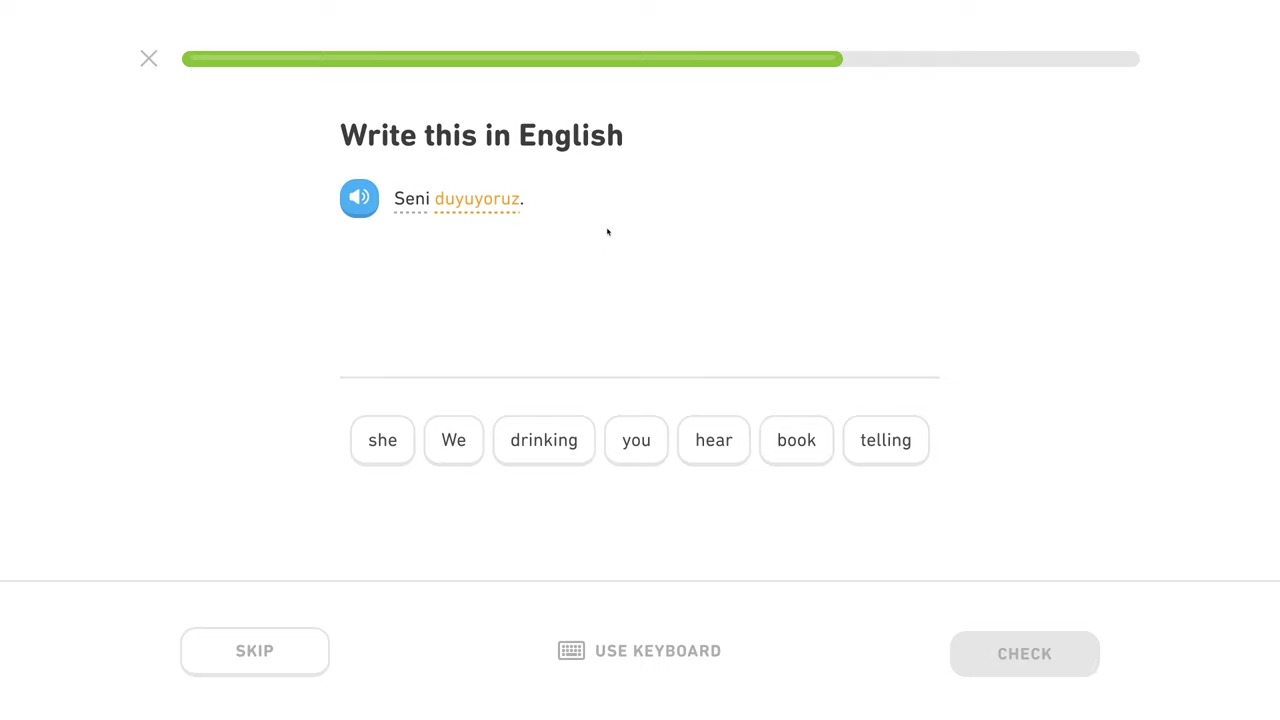 Write this in English
Seni duyuyoruz.
she We drinking you hear book telling
SKIP USE KEYBOARD CHECK